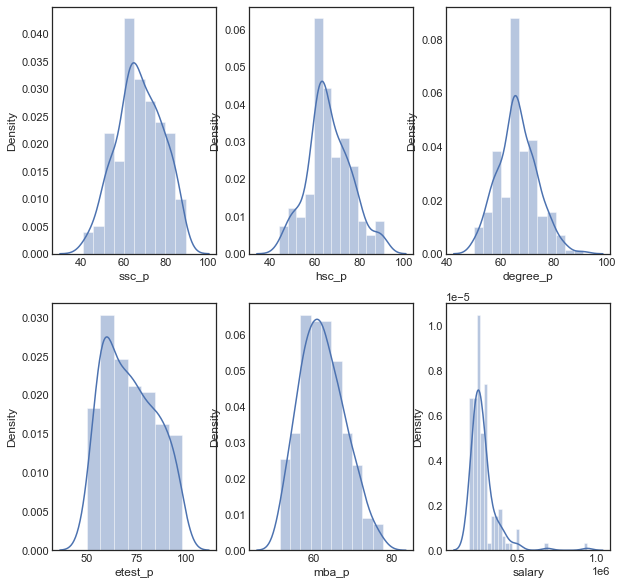 0.040
0.035
0.030
0.025
0.020
0.015
0.010
0.005
0.000
Density
40 60 80 100
ssc_p
0.06
0.05
0.04
0.03
0.02
0.01
0.00
Density
40 60 80 100
hsc_p
0.08
0.06
0.04
0.02
0.00
Density
40 60 80 100
degree_p
0.030
0.025
0.020
0.015
0.010
0.005
0.000
Density
50 75 100
etest_p
0.06
0.05
0.04
0.03
0.02
0.01
0.00
Density
60 80
mba_p
1e−5
1.0
0.8
0.6
0.4
0.2
0.0
Density
0.5 1.0
salary
1e6